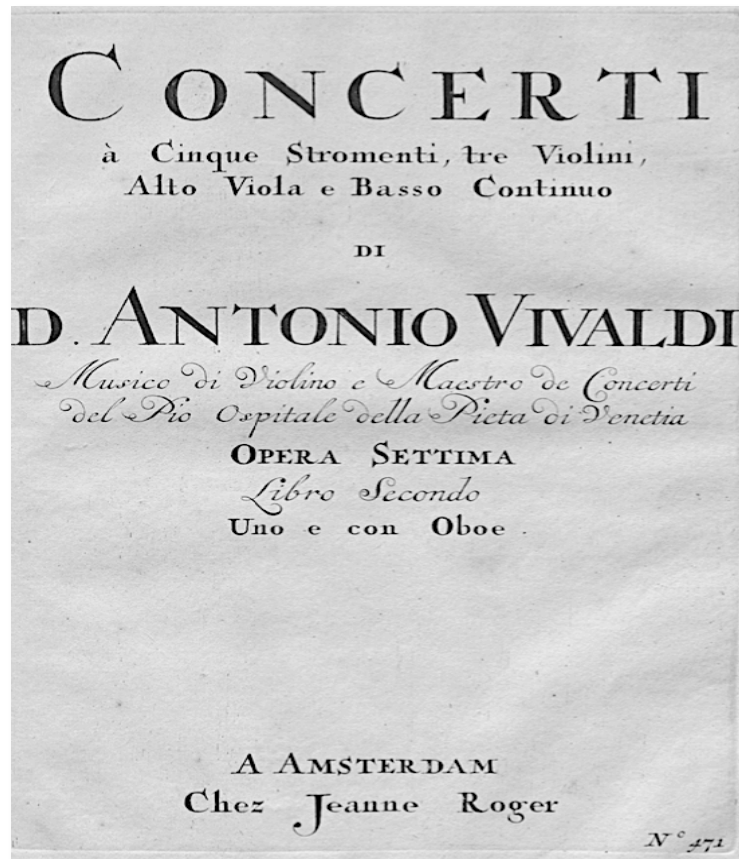 CONCERTI
à Cinque Stromenti, tre Violini,
Alto Viola e Basso Continuo
DI
D. ANTONIO VIVALDI
Musico di Violino e Maestro de Concerti
del Pio Ospitale della Pieta di Venetia
OPERA SETTIMA
Libro Secondo
Uno e con Oboe.
A AMSTERDAM
Chez Jeanne Roger
N° 471